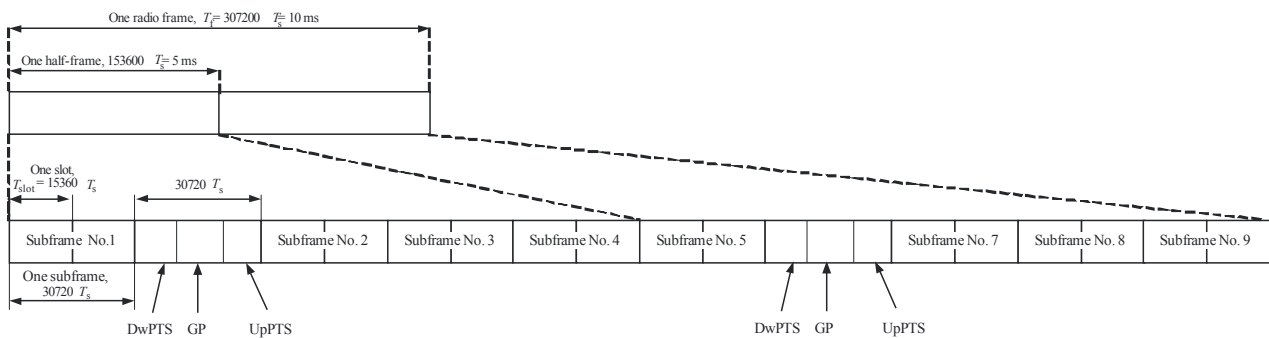 One radio frame, Tf = 307200 Ts = 10 ms
One half-frame, 153600 Ts = 5 ms
One slot,
Tslot = 15360 Ts
30720 Ts
Subframe No.1
Subframe No. 2
Subframe No. 3
Subframe No. 4
Subframe No. 5
Subframe No. 7
Subframe No. 8
Subframe No. 9
One subframe,
30720 Ts
DwPTS
GP
UpPTS
DwPTS
GP
UpPTS